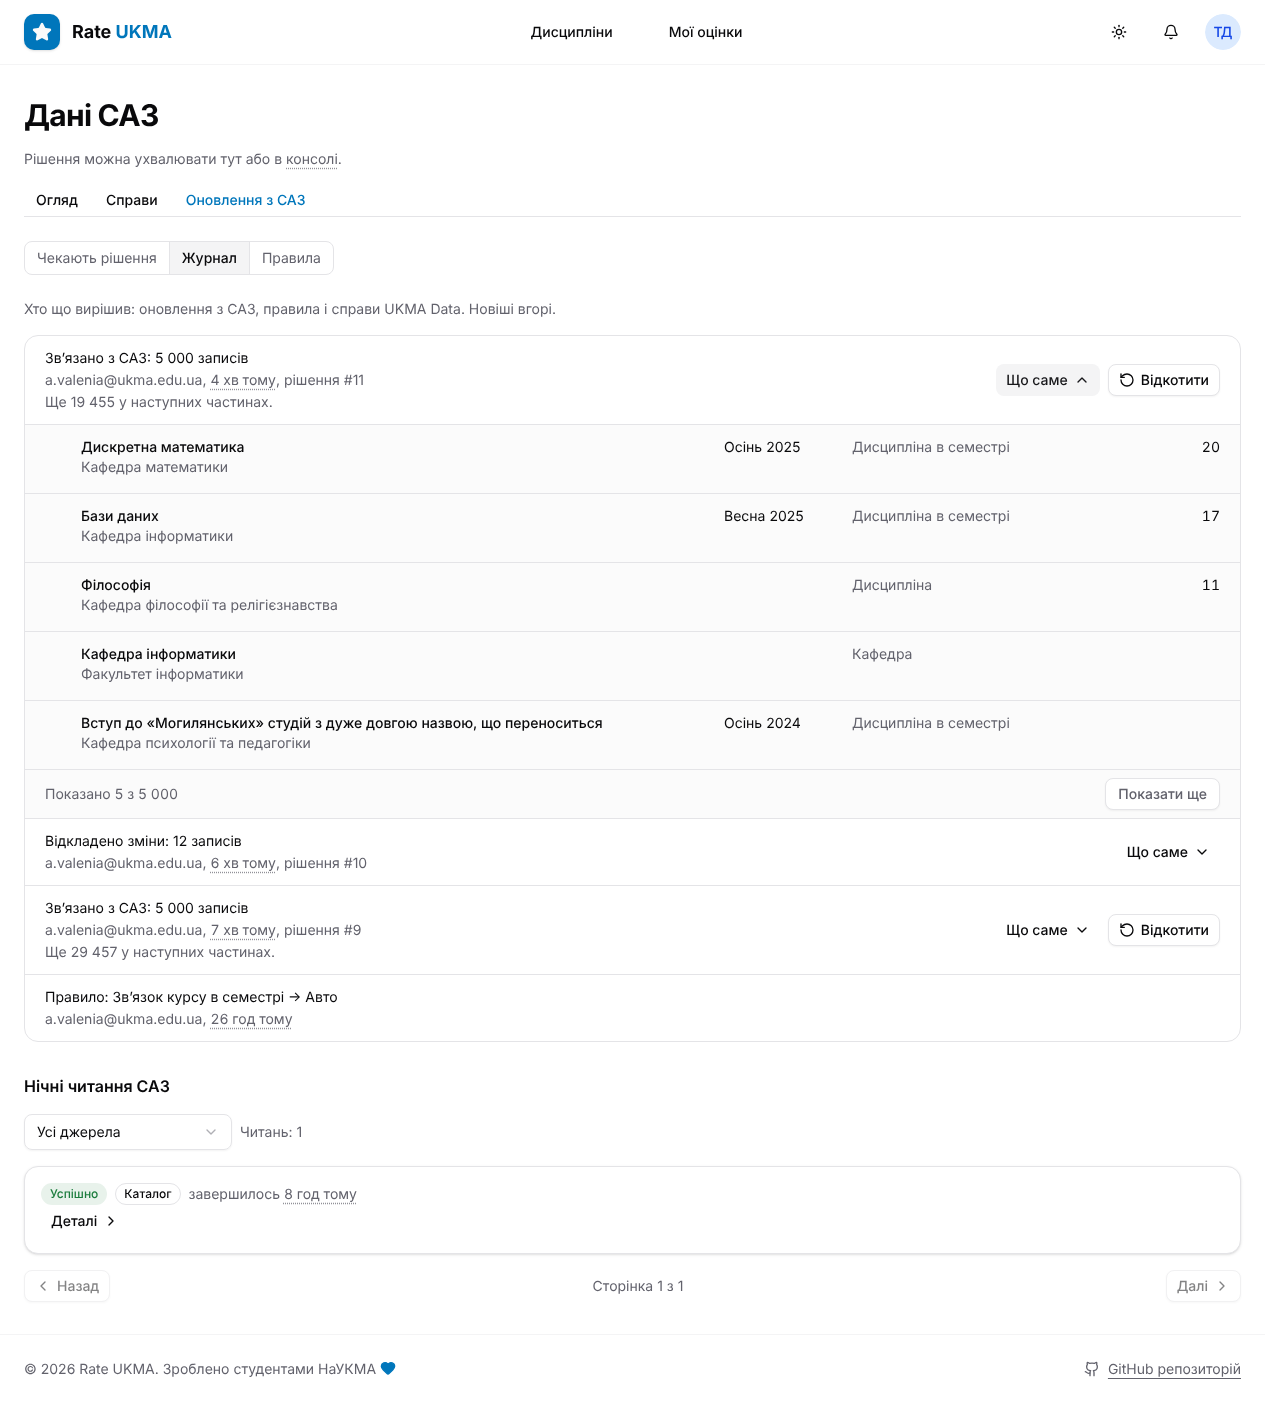 Rate UKMA
Дисципліни
Мої оцінки
ТД
Дані САЗ
Рішення можна ухвалювати тут або в консолі.
Огляд
Справи
Оновлення з САЗ
Чекають рішення
Журнал
Правила
Хто що вирішив: оновлення з САЗ, правила і справи UKMA Data. Новіші вгорі.
Зв’язано з САЗ: 5 000 записів
a.valenia@ukma.edu.ua, 4 хв тому, рішення #11
Ще 19 455 у наступних частинах.
Що саме
Відкотити
Дискретна математика
Кафедра математики
Осінь 2025
Дисципліна в семестрі
20
Бази даних
Кафедра інформатики
Весна 2025
Дисципліна в семестрі
17
Філософія
Кафедра філософії та релігієзнавства
Дисципліна
11
Кафедра інформатики
Факультет інформатики
Кафедра
Вступ до «Могилянських» студій з дуже довгою назвою, що переноситься
Кафедра психології та педагогіки
Осінь 2024
Дисципліна в семестрі
Показано 5 з 5 000
Показати ще
Відкладено зміни: 12 записів
a.valenia@ukma.edu.ua, 6 хв тому, рішення #10
Що саме
Зв’язано з САЗ: 5 000 записів
a.valenia@ukma.edu.ua, 7 хв тому, рішення #9
Ще 29 457 у наступних частинах.
Що саме
Відкотити
Правило: Зв’язок курсу в семестрі → Авто
a.valenia@ukma.edu.ua, 26 год тому
Нічні читання САЗ
Усі джерела
Читань: 1
Успішно
Каталог
завершилось 8 год тому
Деталі
Назад
Сторінка 1 з 1
Далі
© 2026 Rate UKMA. Зроблено студентами НаУКМА
GitHub репозиторій